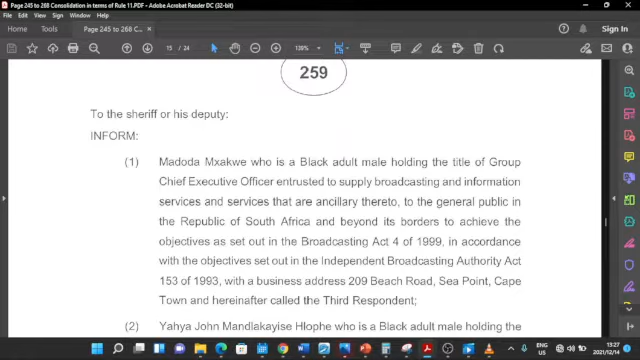 Page 245 to 268 Consolidation in terms of Rule 11.PDF - Adobe Acrobat Reader DC (32-bit)
File Edit View Sign Window Help
Home Tools Page 245 to 268 C... × Sign In
15 / 24 136%
259
To the sheriff or his deputy:
INFORM:
(1) Madoda Mxakwe who is a Black adult male holding the title of Group
Chief Executive Officer entrusted to supply broadcasting and information
services and services that are ancillary thereto, to the general public in
the Republic of South Africa and beyond its borders to achieve the
objectives as set out in the Broadcasting Act 4 of 1999, in accordance
with the objectives set out in the Independent Broadcasting Authority Act
153 of 1993, with a business address 209 Beach Road, Sea Point, Cape
Town and hereinafter called the Third Respondent;
(2) Yahya John Mandlakayise Hlophe who is a Black adult male holding the
ENG 13:27
2021/12/14